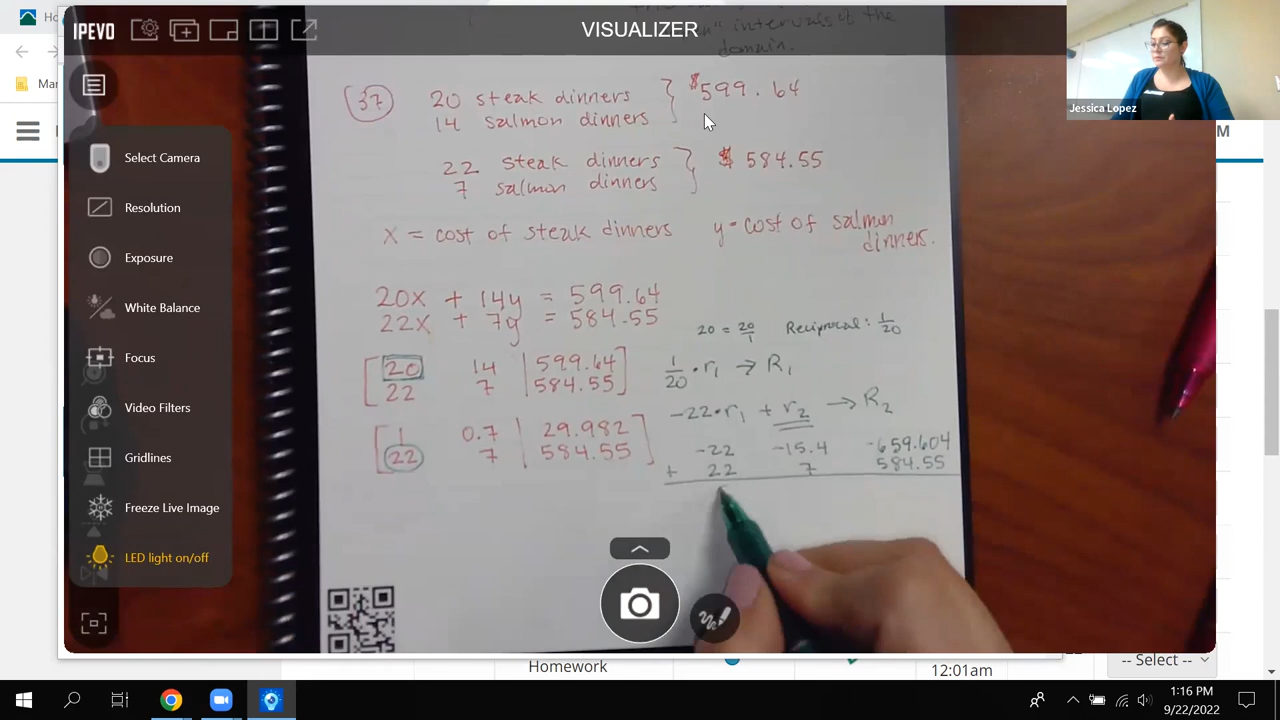 IPEVO
VISUALIZER
intervals of the
domain.
Jessica Lopez
Select Camera
Resolution
Exposure
White Balance
Focus
Video Filters
Gridlines
Freeze Live Image
LED light on/off
37 20 steak dinners } $599.64
14 salmon dinners
22 steak dinners } $ 584.55
7 salmon dinners
x = cost of steak dinners y = cost of salmon
dinners.
20x + 14y = 599.64
22x + 7y = 584.55
20 = 20/1 Reciprocal: 1/20
[ 20 14 | 599.64 ] 1/20 · r₁ → R₁
22 7 | 584.55
-22 · r₁ + r₂ → R₂
[ 1 0.7 | 29.982 ]
22 7 | 584.55
-22 -15.4 -659.604
+ 22 7 584.55
Homework
12:01am
-- Select --
1:16 PM
9/22/2022